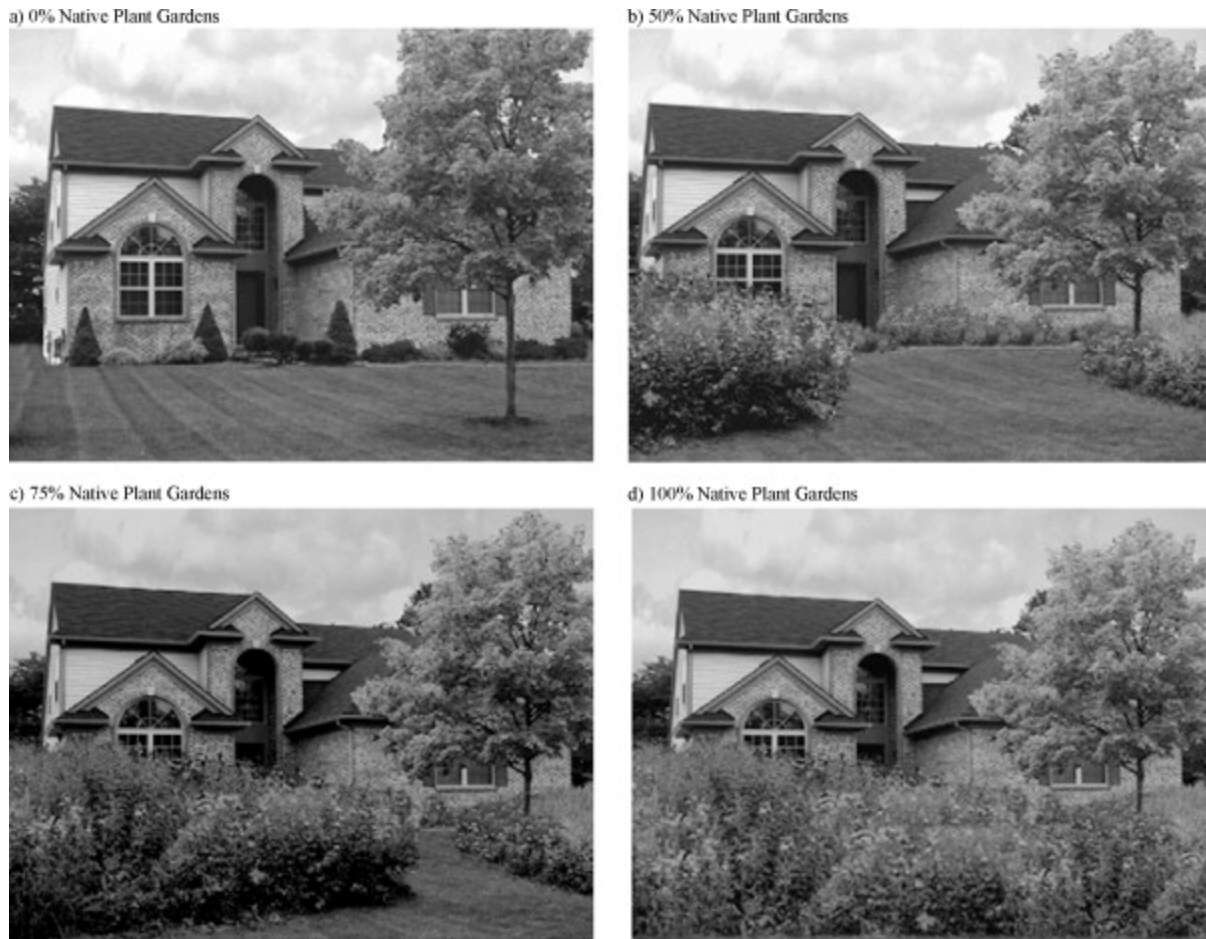 a) 0% Native Plant Gardens
b) 50% Native Plant Gardens
c) 75% Native Plant Gardens
d) 100% Native Plant Gardens